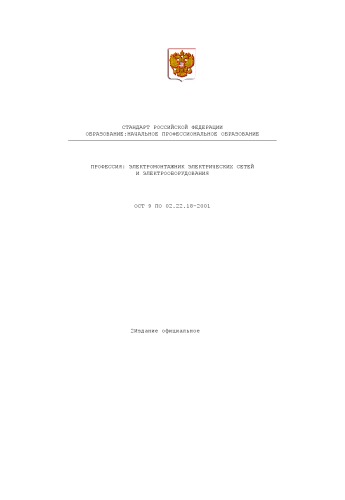 СТАНДАРТ РОССИЙСКОЙ ФЕДЕРАЦИИ
ОБРАЗОВАНИЕ:НАЧАЛЬНОЕ ПРОФЕССИОНАЛЬНОЕ ОБРАЗОВАНИЕ
ПРОФЕССИЯ: ЭЛЕКТРОМОНТАЖНИК ЭЛЕКТРИЧЕСКИХ СЕТЕЙ
И ЭЛЕКТРООБОРУДОВАНИЯ
ОСТ 9 ПО 02.22.18-2001
Издание официальное